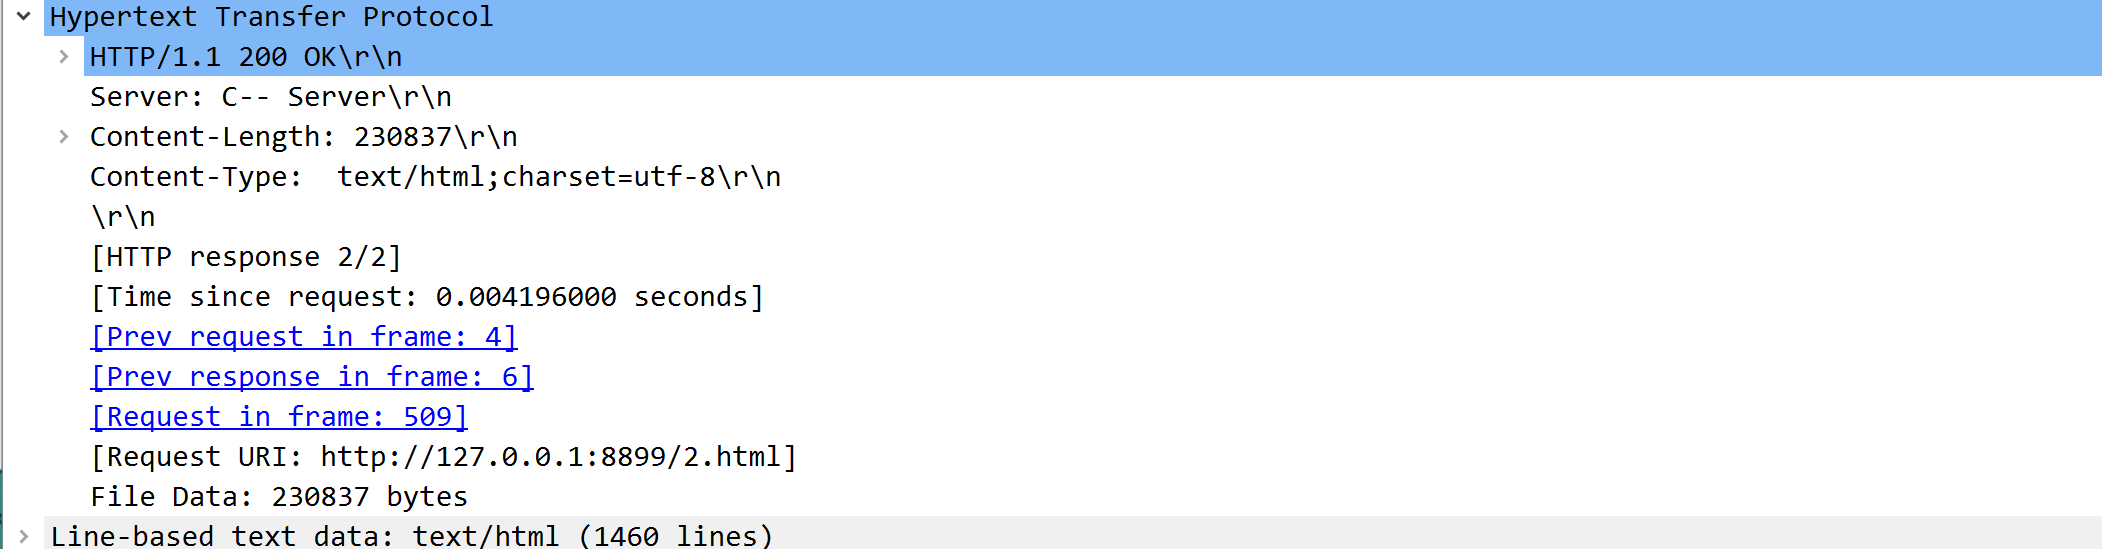 Hypertext Transfer Protocol
HTTP/1.1 200 OK\r\n
Server: C-- Server\r\n
Content-Length: 230837\r\n
Content-Type:  text/html;charset=utf-8\r\n
\r\n
[HTTP response 2/2]
[Time since request: 0.004196000 seconds]
[Prev request in frame: 4]
[Prev response in frame: 6]
[Request in frame: 509]
[Request URI: http://127.0.0.1:8899/2.html]
File Data: 230837 bytes
Line-based text data: text/html (1460 lines)